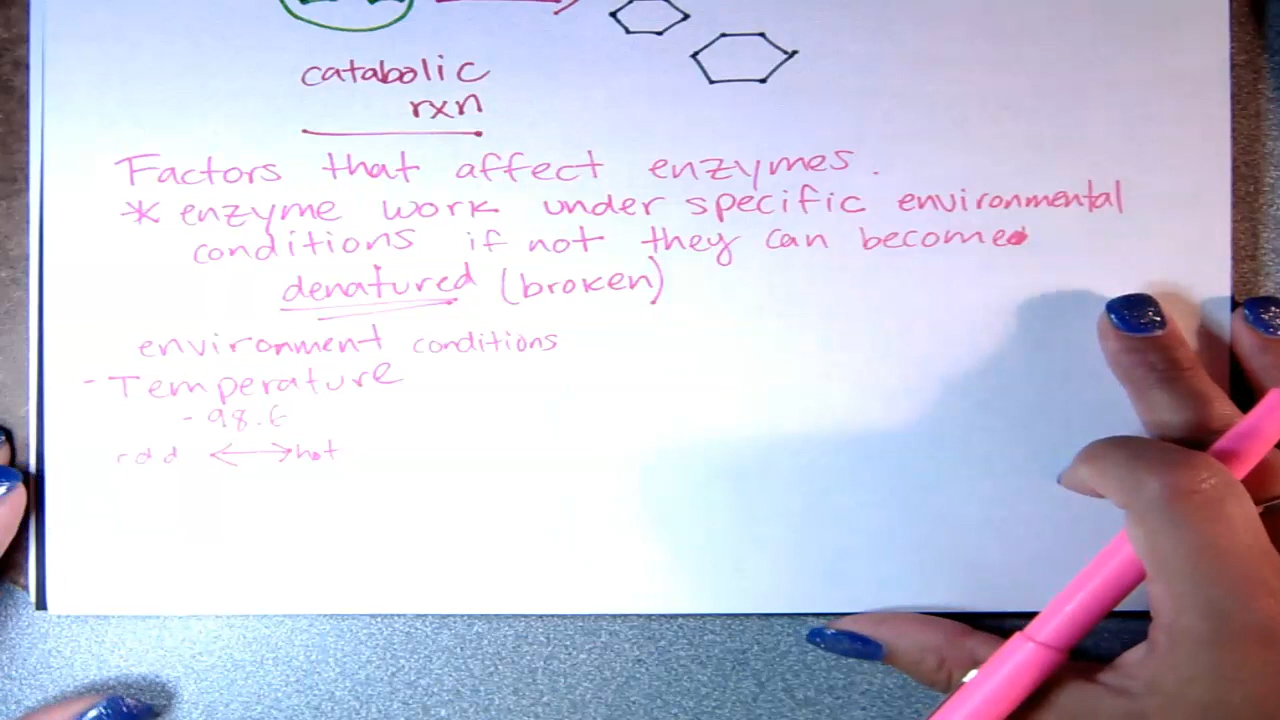 catabolic
rxn
Factors that affect enzymes.
* enzyme work under specific environmental
conditions if not they can become
denatured (broken)
environment conditions
- Temperature
- 98.6
cold ↔ hot